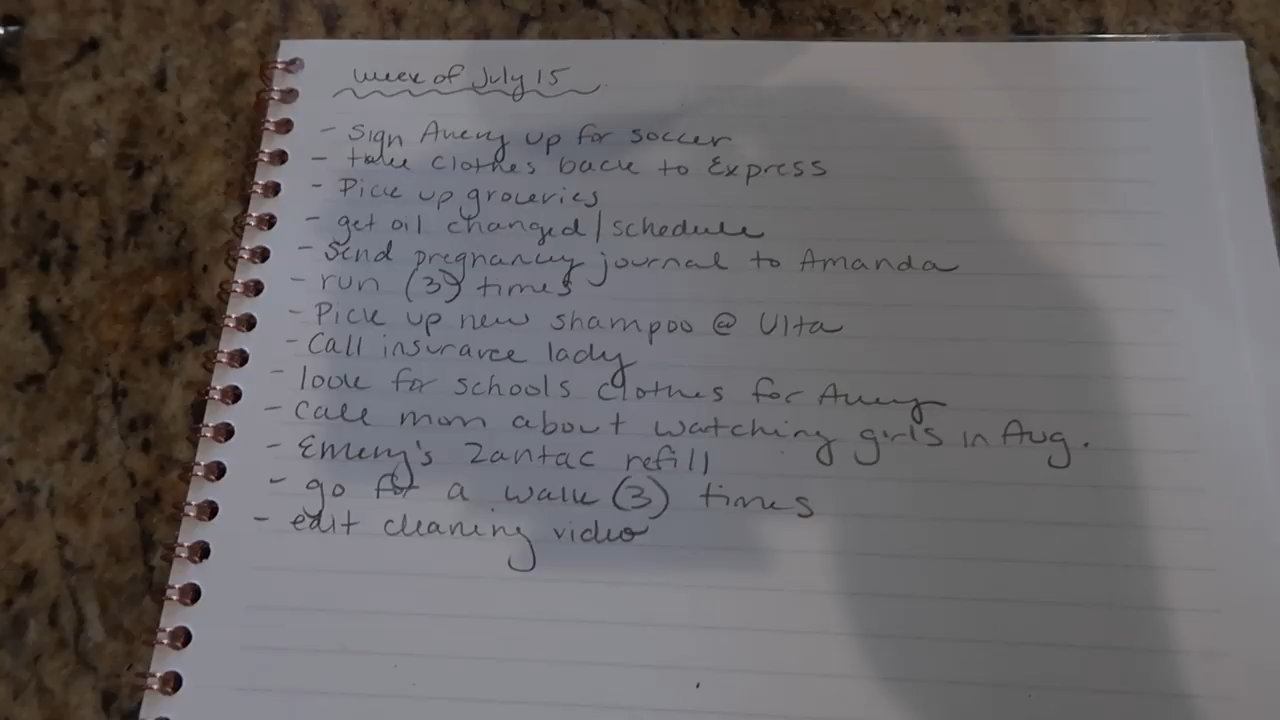 week of July 15
- Sign Avery up for soccer
- take clothes back to Express
- Pick up groceries
- get oil changed/schedule
- Send pregnancy journal to Amanda
- run (3) times
- Pick up new shampoo @ Ulta
- Call insurance lady
- look for schools clothes for Avery
- Call mom about watching girls in Aug.
- Emery's Zantac refill
- go for a walk (3) times
- edit cleaning video